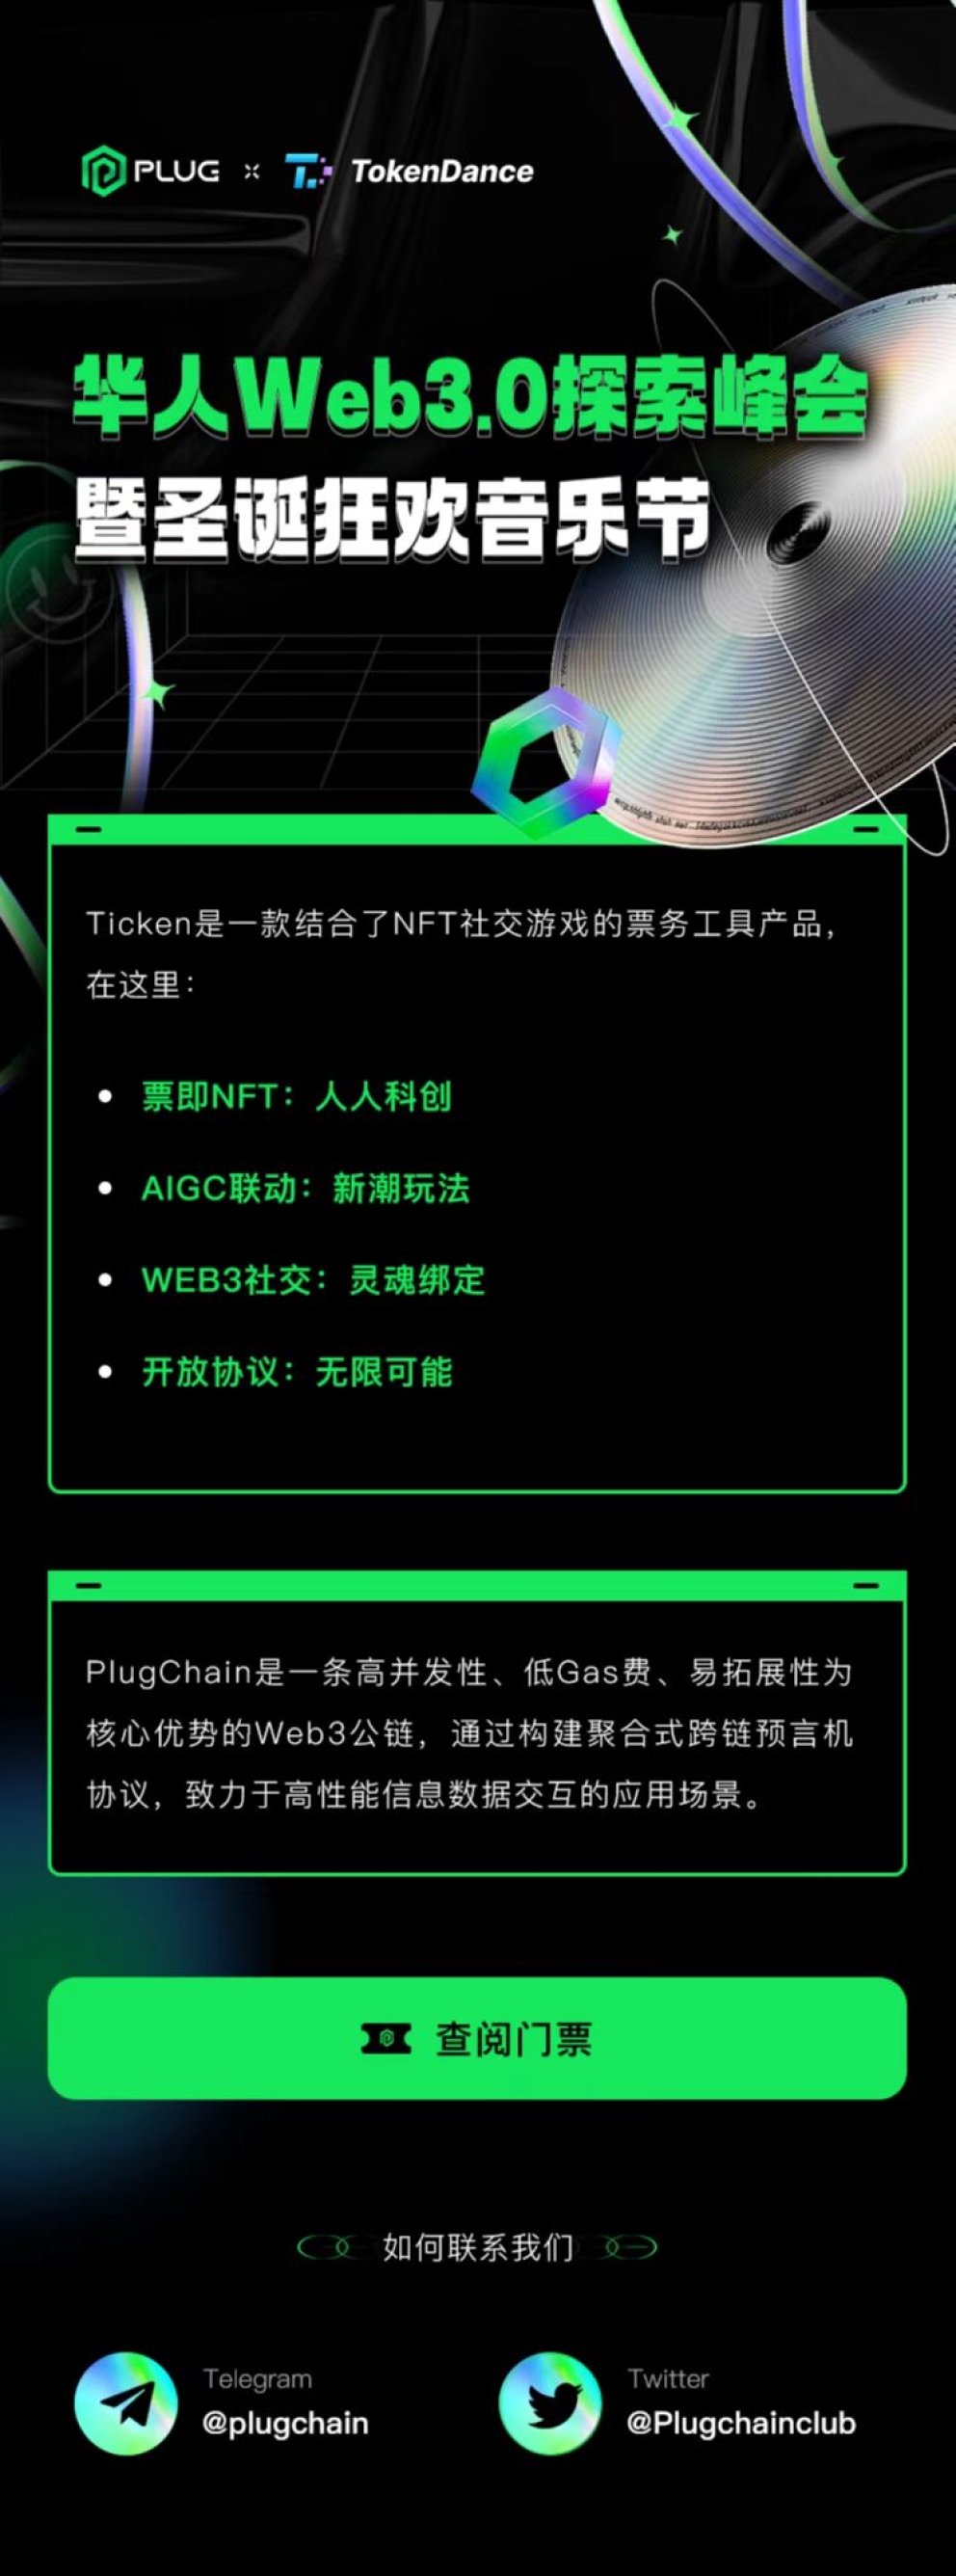 PLUG × TokenDance
华人Web3.0探索峰会
暨圣诞狂欢音乐节
Ticken是一款结合了NFT社交游戏的票务工具产品，
在这里：
票即NFT：人人科创
AIGC联动：新潮玩法
WEB3社交：灵魂绑定
开放协议：无限可能
PlugChain是一条高并发性、低Gas费、易拓展性为
核心优势的Web3公链，通过构建聚合式跨链预言机
协议，致力于高性能信息数据交互的应用场景。
查阅门票
如何联系我们
Telegram
@plugchain
Twitter
@Plugchainclub